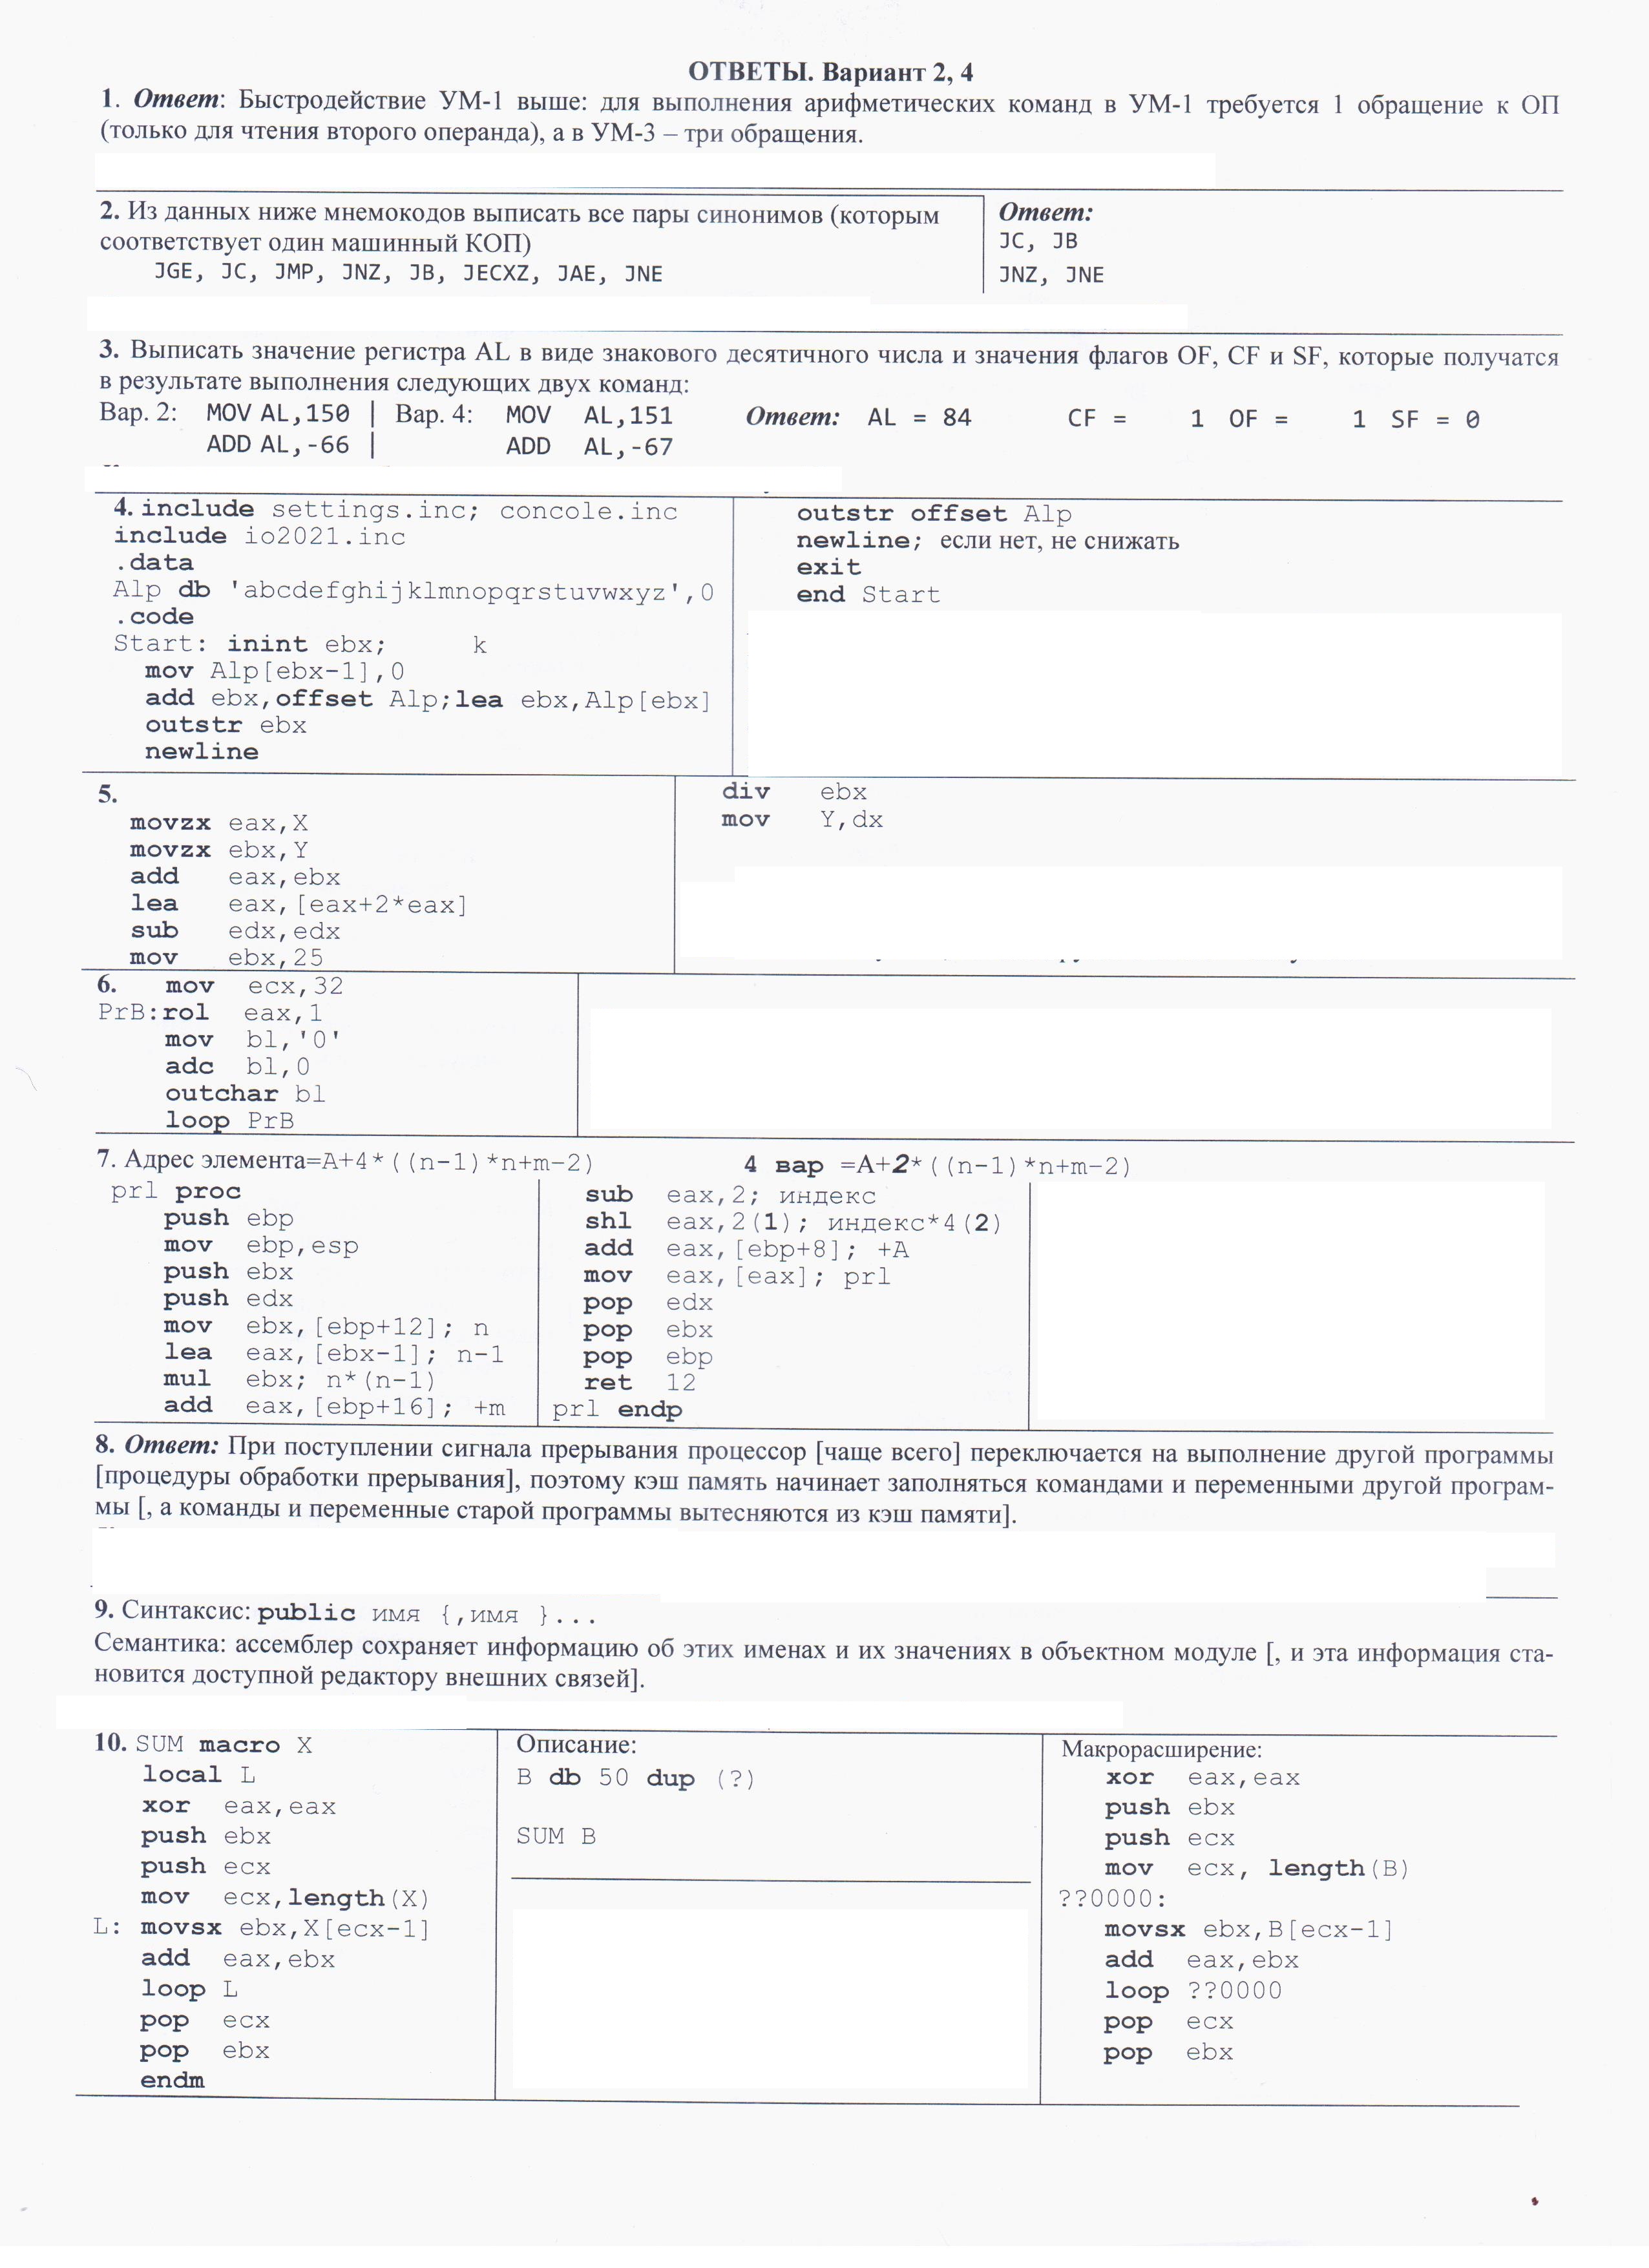 ОТВЕТЫ. Вариант 2, 4
1. Ответ: Быстродействие УМ-1 выше: для выполнения арифметических команд в УМ-1 требуется 1 обращение к ОП
(только для чтения второго операнда), а в УМ-3 – три обращения.
2. Из данных ниже мнемокодов выписать все пары синонимов (которым
соответствует один машинный КОП)
JGE, JC, JMP, JNZ, JB, JECXZ, JAE, JNE
Ответ:
JC, JB
JNZ, JNE
3. Выписать значение регистра AL в виде знакового десятичного числа и значения флагов OF, CF и SF, которые получатся
в результате выполнения следующих двух команд:
Вар. 2: MOV AL,150 | Вар. 4: MOV AL,151 Ответ: AL = 84 CF = 1 OF = 1 SF = 0
ADD AL,-66 | ADD AL,-67
4. include settings.inc; concole.inc
include io2021.inc
.data
Alp db 'abcdefghijklmnopqrstuvwxyz',0
.code
Start: inint ebx; k
mov Alp[ebx-1],0
add ebx,offset Alp;lea ebx,Alp[ebx]
outstr ebx
newline
outstr offset Alp
newline; если нет, не снижать
exit
end Start
5.
movzx eax,X
movzx ebx,Y
add eax,ebx
lea eax,[eax+2*eax]
sub edx,edx
mov ebx,25
div ebx
mov Y,dx
6. mov ecx,32
PrB:rol eax,1
mov bl,'0'
adc bl,0
outchar bl
loop PrB
7. Адрес элемента=A+4*((n-1)*n+m-2) 4 вар =A+2*((n-1)*n+m-2)
prl proc
push ebp
mov ebp,esp
push ebx
push edx
mov ebx,[ebp+12]; n
lea eax,[ebx-1]; n-1
mul ebx; n*(n-1)
add eax,[ebp+16]; +m
sub eax,2; индекс
shl eax,2(1); индекс*4(2)
add eax,[ebp+8]; +A
mov eax,[eax]; prl
pop edx
pop ebx
pop ebp
ret 12
prl endp
8. Ответ: При поступлении сигнала прерывания процессор [чаще всего] переключается на выполнение другой программы
[процедуры обработки прерывания], поэтому кэш память начинает заполняться командами и переменными другой програм-
мы [, а команды и переменные старой программы вытесняются из кэш памяти].
9. Синтаксис: public имя {,имя }...
Семантика: ассемблер сохраняет информацию об этих именах и их значениях в объектном модуле [, и эта информация ста-
новится доступной редактору внешних связей].
10. SUM macro X
local L
xor eax,eax
push ebx
push ecx
mov ecx,length(X)
L: movsx ebx,X[ecx-1]
add eax,ebx
loop L
pop ecx
pop ebx
endm
Описание:
B db 50 dup (?)
SUM B
Макрорасширение:
xor eax,eax
push ebx
push ecx
mov ecx, length(B)
??0000:
movsx ebx,B[ecx-1]
add eax,ebx
loop ??0000
pop ecx
pop ebx